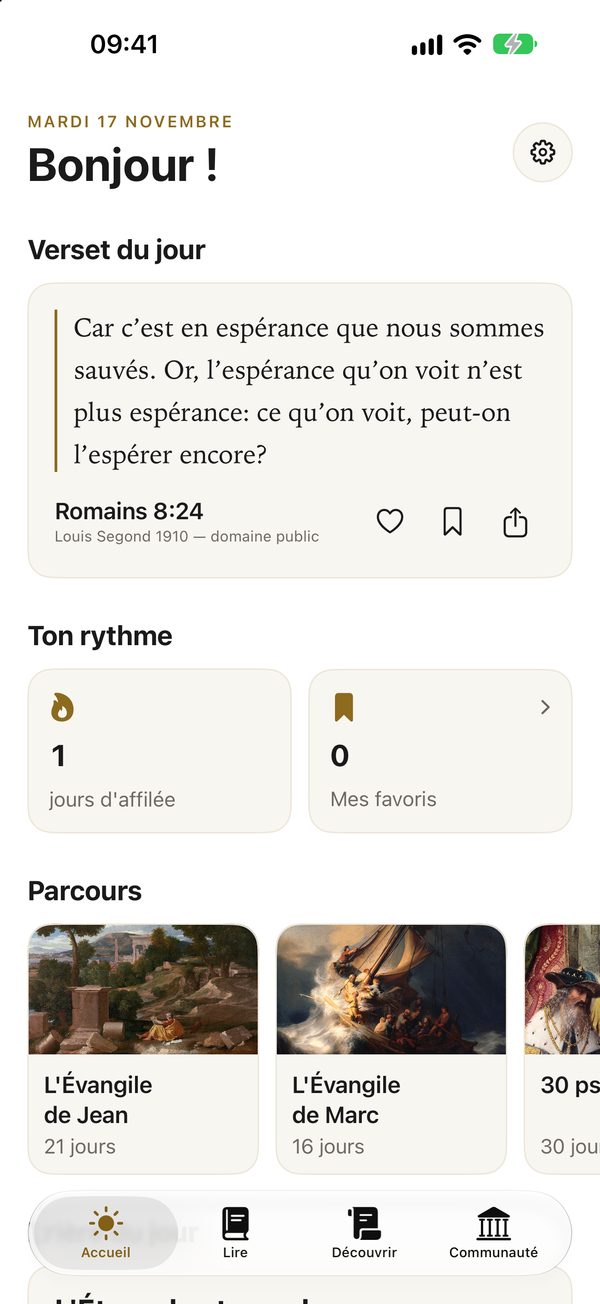 09:41
MARDI 17 NOVEMBRE
Bonjour !
Verset du jour
Car c’est en espérance que nous sommes
sauvés. Or, l’espérance qu’on voit n’est
plus espérance: ce qu’on voit, peut-on
l’espérer encore?
Romains 8:24
Louis Segond 1910 — domaine public
Ton rythme
1
jours d'affilée
0
Mes favoris
Parcours
L'Évangile
de Jean
21 jours
L'Évangile
de Marc
16 jours
30 ps
30 jou
Accueil
Lire
Découvrir
Communauté